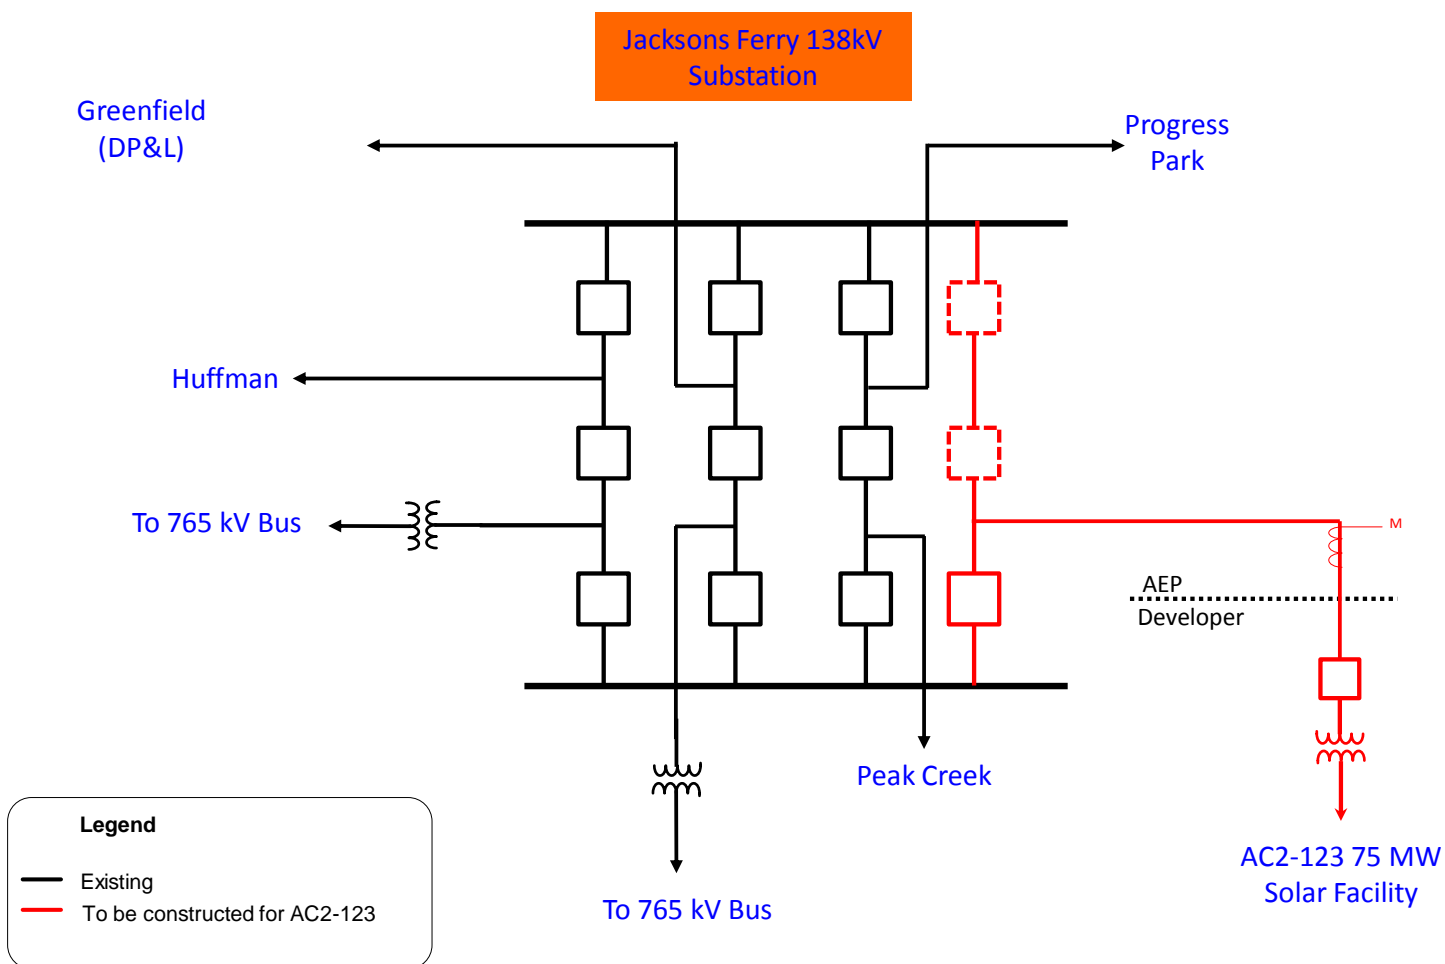 Jacksons Ferry 138kV
Substation
Greenfield
(DP&L)
Progress
Park
Huffman
To 765 kV Bus
M
AEP
Developer
Peak Creek
To 765 kV Bus
AC2-123 75 MW
Solar Facility
Legend
Existing
To be constructed for AC2-123